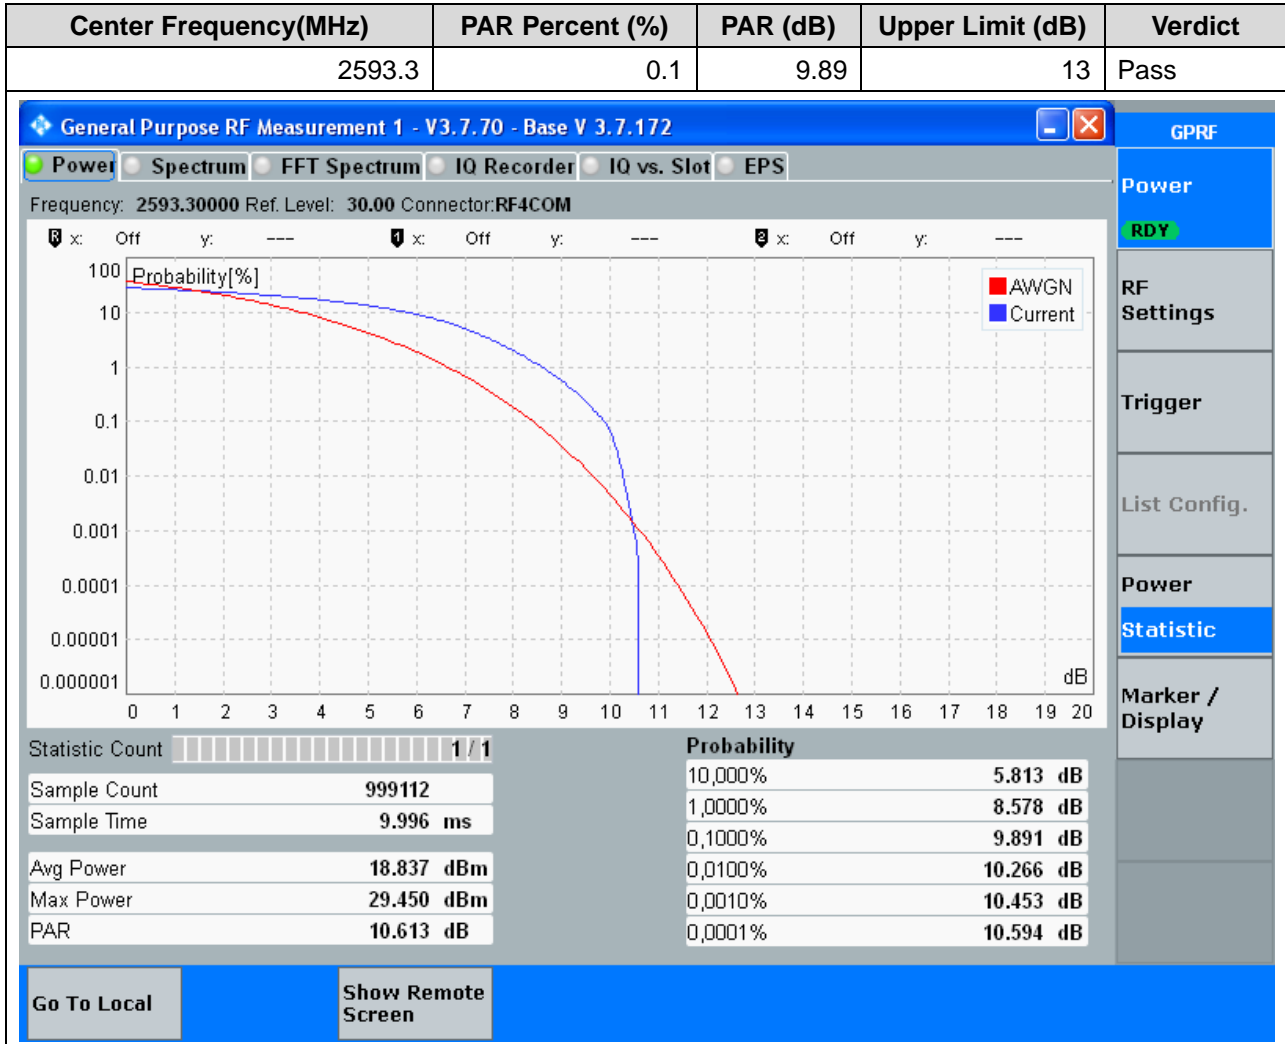 Center Frequency(MHz) PAR Percent (%) PAR (dB) Upper Limit (dB) Verdict
2593.3 0.1 9.89 13 Pass
General Purpose RF Measurement 1 - V3.7.70 - Base V 3.7.172
GPRF
Power Spectrum FFT Spectrum IQ Recorder IQ vs. Slot EPS
Power
RDY
Frequency: 2593.30000 Ref. Level: 30.00 Connector:RF4COM
R x: Off y: --- 1 x: Off y: --- 2 x: Off y: ---
Probability[%]
AWGN
Current
100
10
1
0.1
0.01
0.001
0.0001
0.00001
0.000001
dB
0 1 2 3 4 5 6 7 8 9 10 11 12 13 14 15 16 17 18 19 20
RF
Settings
Trigger
List Config.
Power
Statistic
Marker /
Display
Statistic Count 1 / 1
Sample Count 999112
Sample Time 9.996 ms
Avg Power 18.837 dBm
Max Power 29.450 dBm
PAR 10.613 dB
Probability
10,000% 5.813 dB
1,0000% 8.578 dB
0,1000% 9.891 dB
0,0100% 10.266 dB
0,0010% 10.453 dB
0,0001% 10.594 dB
Go To Local
Show Remote
Screen